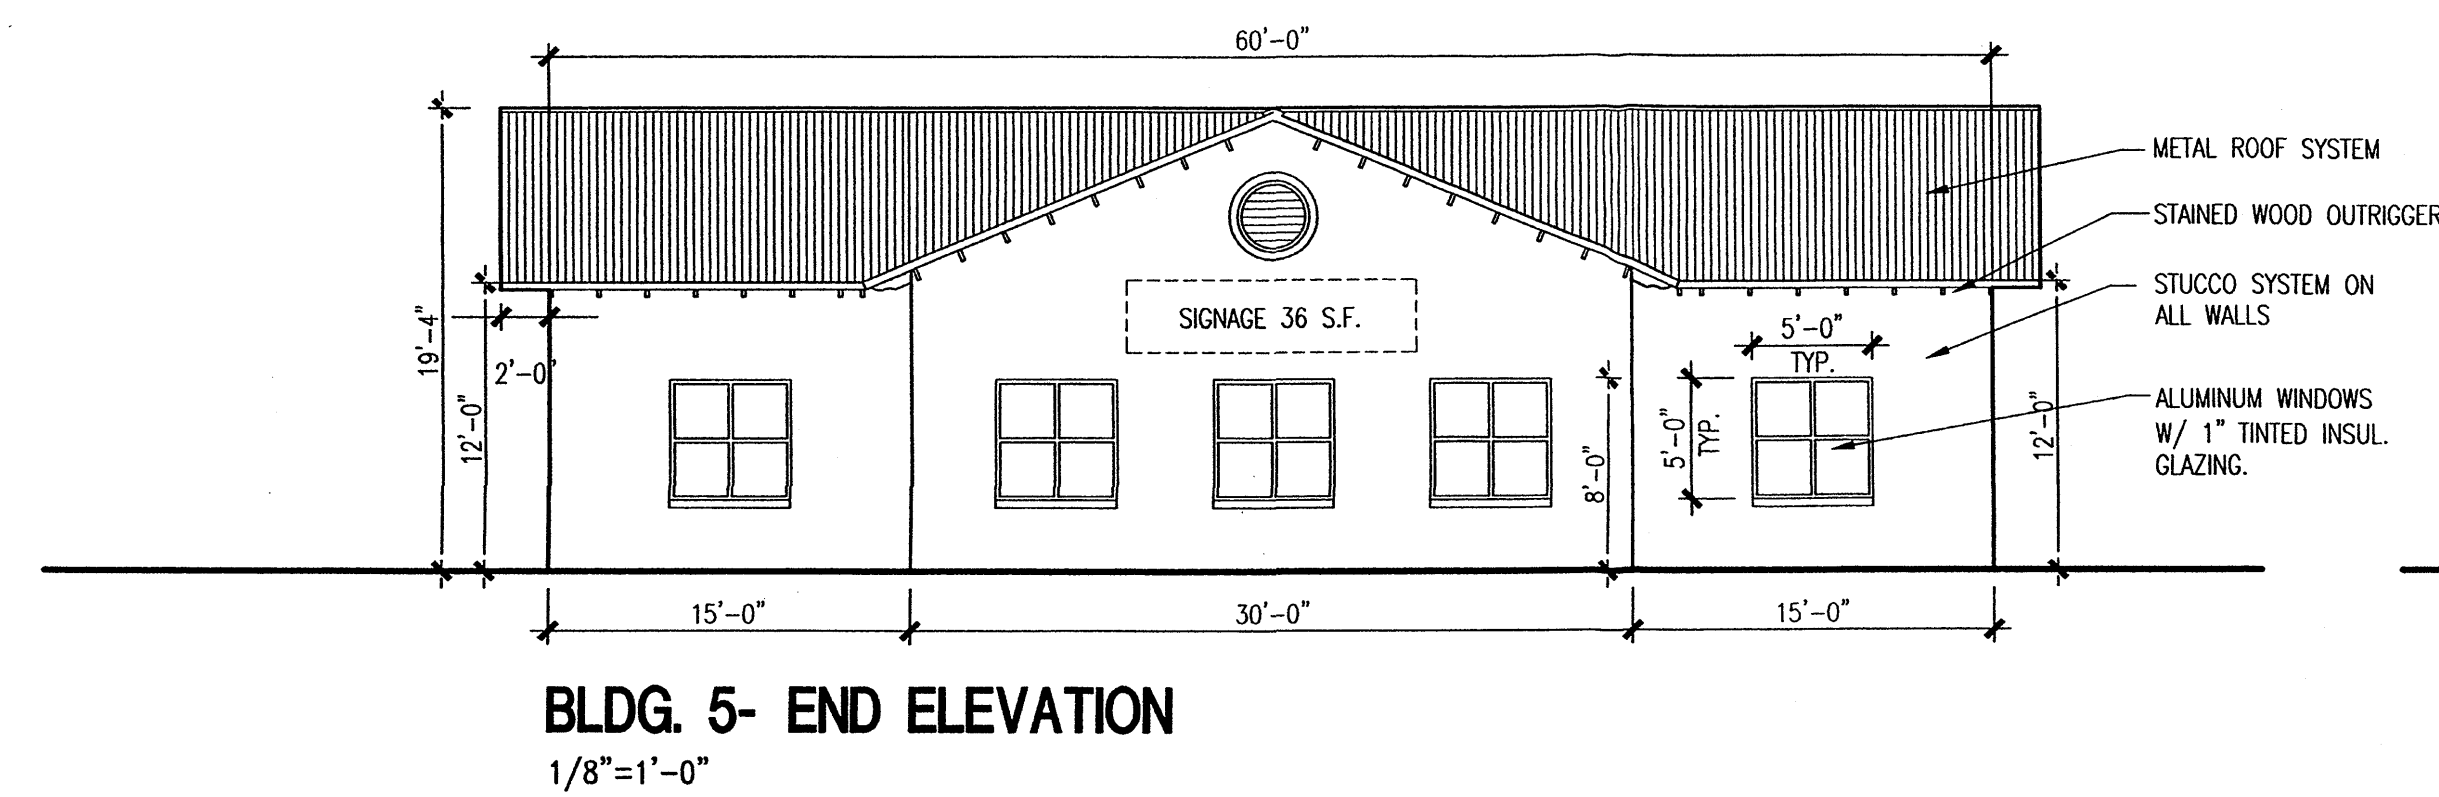 60'-0"
METAL ROOF SYSTEM
STAINED WOOD OUTRIGGER
STUCCO SYSTEM ON
ALL WALLS
ALUMINUM WINDOWS
W/ 1" TINTED INSUL.
GLAZING.
19'-4"
12'-0"
2'-0"
SIGNAGE 36 S.F.
5'-0"
TYP.
5'-0"
TYP.
8'-0"
12'-0"
15'-0"
30'-0"
15'-0"
BLDG. 5- END ELEVATION
1/8"=1'-0"